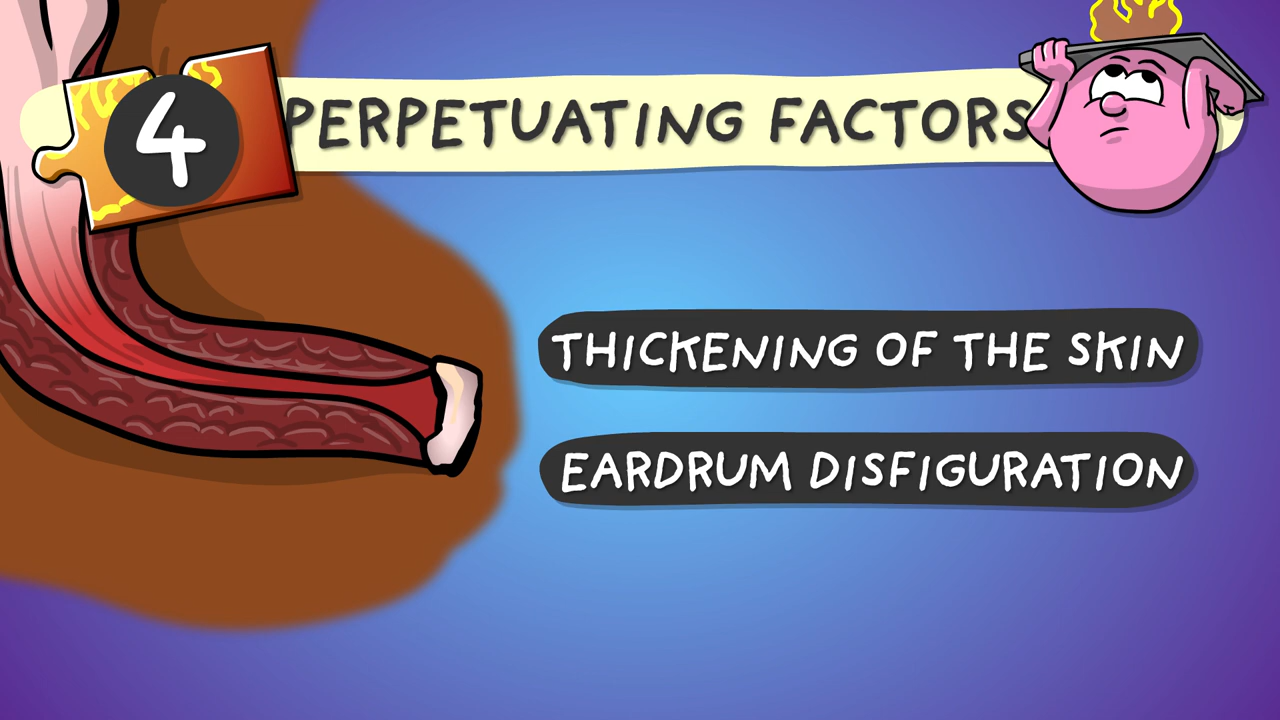 4
PERPETUATING FACTORS
THICKENING OF THE SKIN
EARDRUM DISFIGURATION